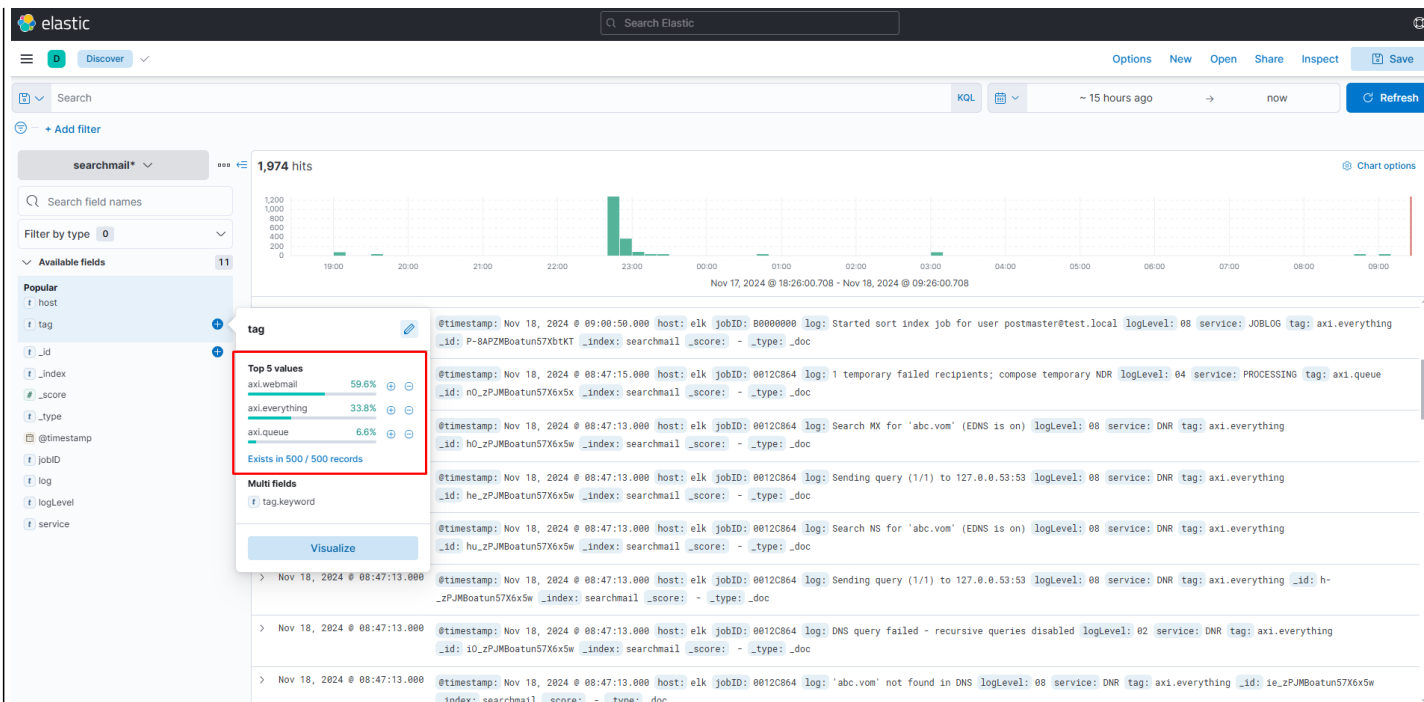 elastic
Search Elastic
D Discover
Options New Open Share Inspect Save
Search KQL ~ 15 hours ago → now Refresh
+ Add filter
searchmail*
1,974 hits
Chart options
Search field names
Filter by type 0
Available fields 11
Popular
t host
t tag
t _id
t _index
# _score
t _type
@timestamp
t jobID
t log
t logLevel
t service
1,200
1,000
800
600
400
200
0
19:00 20:00 21:00 22:00 23:00 00:00 01:00 02:00 03:00 04:00 05:00 06:00 07:00 08:00 09:00
Nov 17, 2024 @ 18:26:00.708 - Nov 18, 2024 @ 09:26:00.708
tag
Top 5 values
axi.webmail 59.6%
axi.everything 33.8%
axi.queue 6.6%
Exists in 500 / 500 records
Multi fields
t tag.keyword
Visualize
@timestamp: Nov 18, 2024 @ 09:00:50.000 host: elk jobID: B0000000 log: Started sort index job for user postmaster@test.local logLevel: 08 service: JOBLOG tag: axi.everything
_id: P-8APZMBoatun57XbtKT _index: searchmail _score: - _type: _doc
@timestamp: Nov 18, 2024 @ 08:47:15.000 host: elk jobID: 0012C864 log: 1 temporary failed recipients; compose temporary NDR logLevel: 04 service: PROCESSING tag: axi.queue
_id: nO_zPJMBoatun57X6x5x _index: searchmail _score: - _type: _doc
@timestamp: Nov 18, 2024 @ 08:47:13.000 host: elk jobID: 0012C864 log: Search MX for 'abc.vom' (EDNS is on) logLevel: 08 service: DNR tag: axi.everything
_id: hO_zPJMBoatun57X6x5w _index: searchmail _score: - _type: _doc
@timestamp: Nov 18, 2024 @ 08:47:13.000 host: elk jobID: 0012C864 log: Sending query (1/1) to 127.0.0.53:53 logLevel: 08 service: DNR tag: axi.everything
_id: he_zPJMBoatun57X6x5w _index: searchmail _score: - _type: _doc
@timestamp: Nov 18, 2024 @ 08:47:13.000 host: elk jobID: 0012C864 log: Search NS for 'abc.vom' (EDNS is on) logLevel: 08 service: DNR tag: axi.everything
_id: hu_zPJMBoatun57X6x5w _index: searchmail _score: - _type: _doc
> Nov 18, 2024 @ 08:47:13.000 @timestamp: Nov 18, 2024 @ 08:47:13.000 host: elk jobID: 0012C864 log: Sending query (1/1) to 127.0.0.53:53 logLevel: 08 service: DNR tag: axi.everything _id: h-
_zPJMBoatun57X6x5w _index: searchmail _score: - _type: _doc
> Nov 18, 2024 @ 08:47:13.000 @timestamp: Nov 18, 2024 @ 08:47:13.000 host: elk jobID: 0012C864 log: DNS query failed - recursive queries disabled logLevel: 02 service: DNR tag: axi.everything
_id: iO_zPJMBoatun57X6x5w _index: searchmail _score: - _type: _doc
> Nov 18, 2024 @ 08:47:13.000 @timestamp: Nov 18, 2024 @ 08:47:13.000 host: elk jobID: 0012C864 log: 'abc.vom' not found in DNS logLevel: 08 service: DNR tag: axi.everything _id: ie_zPJMBoatun57X6x5w
_index: searchmail _score: - _type: _doc